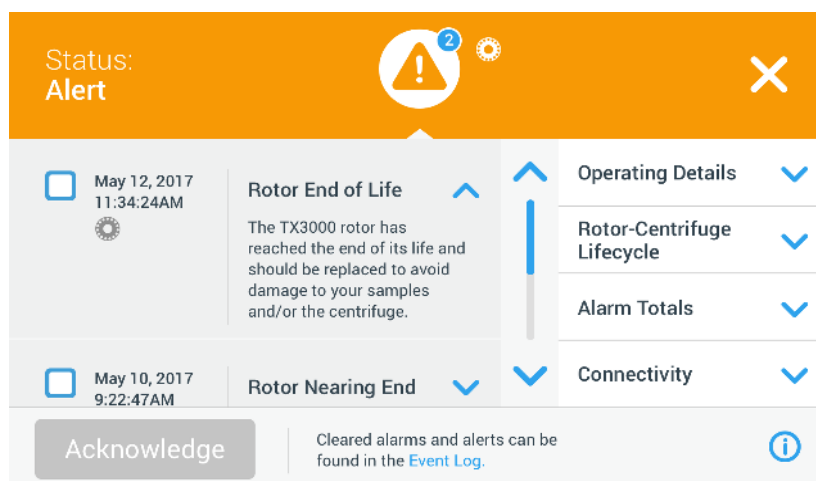 Status:
Alert
2
May 12, 2017
11:34:24AM
Rotor End of Life
The TX3000 rotor has
reached the end of its life and
should be replaced to avoid
damage to your samples
and/or the centrifuge.
May 10, 2017
9:22:47AM
Rotor Nearing End
Operating Details
Rotor-Centrifuge
Lifecycle
Alarm Totals
Connectivity
Acknowledge
Cleared alarms and alerts can be
found in the Event Log.